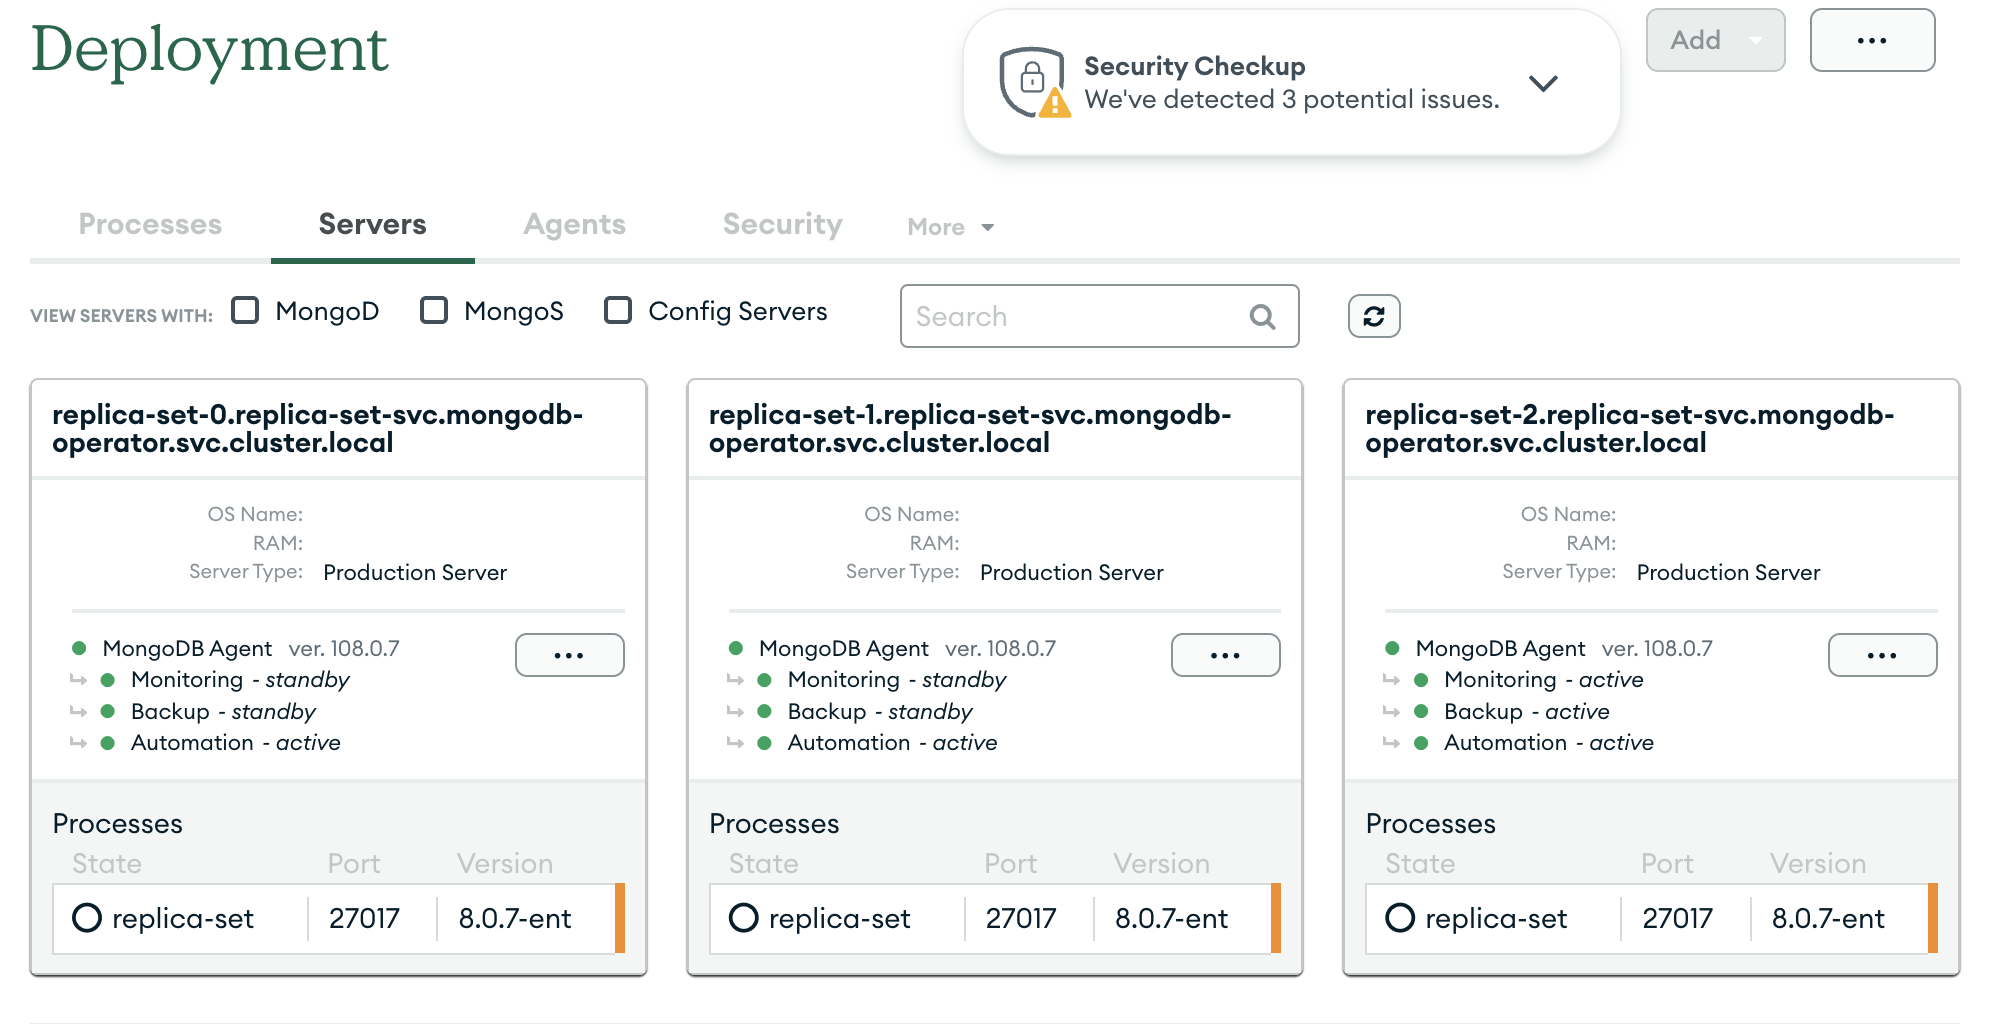 Deployment
Security Checkup
We've detected 3 potential issues.
Add
...
Processes Servers Agents Security More
VIEW SERVERS WITH: MongoD MongoS Config Servers Search
replica-set-0.replica-set-svc.mongodb-
operator.svc.cluster.local
OS Name:
RAM:
Server Type: Production Server
MongoDB Agent ver. 108.0.7 ...
Monitoring - standby
Backup - standby
Automation - active
Processes
State Port Version
replica-set 27017 8.0.7-ent
replica-set-1.replica-set-svc.mongodb-
operator.svc.cluster.local
OS Name:
RAM:
Server Type: Production Server
MongoDB Agent ver. 108.0.7 ...
Monitoring - standby
Backup - standby
Automation - active
Processes
State Port Version
replica-set 27017 8.0.7-ent
replica-set-2.replica-set-svc.mongodb-
operator.svc.cluster.local
OS Name:
RAM:
Server Type: Production Server
MongoDB Agent ver. 108.0.7 ...
Monitoring - active
Backup - active
Automation - active
Processes
State Port Version
replica-set 27017 8.0.7-ent